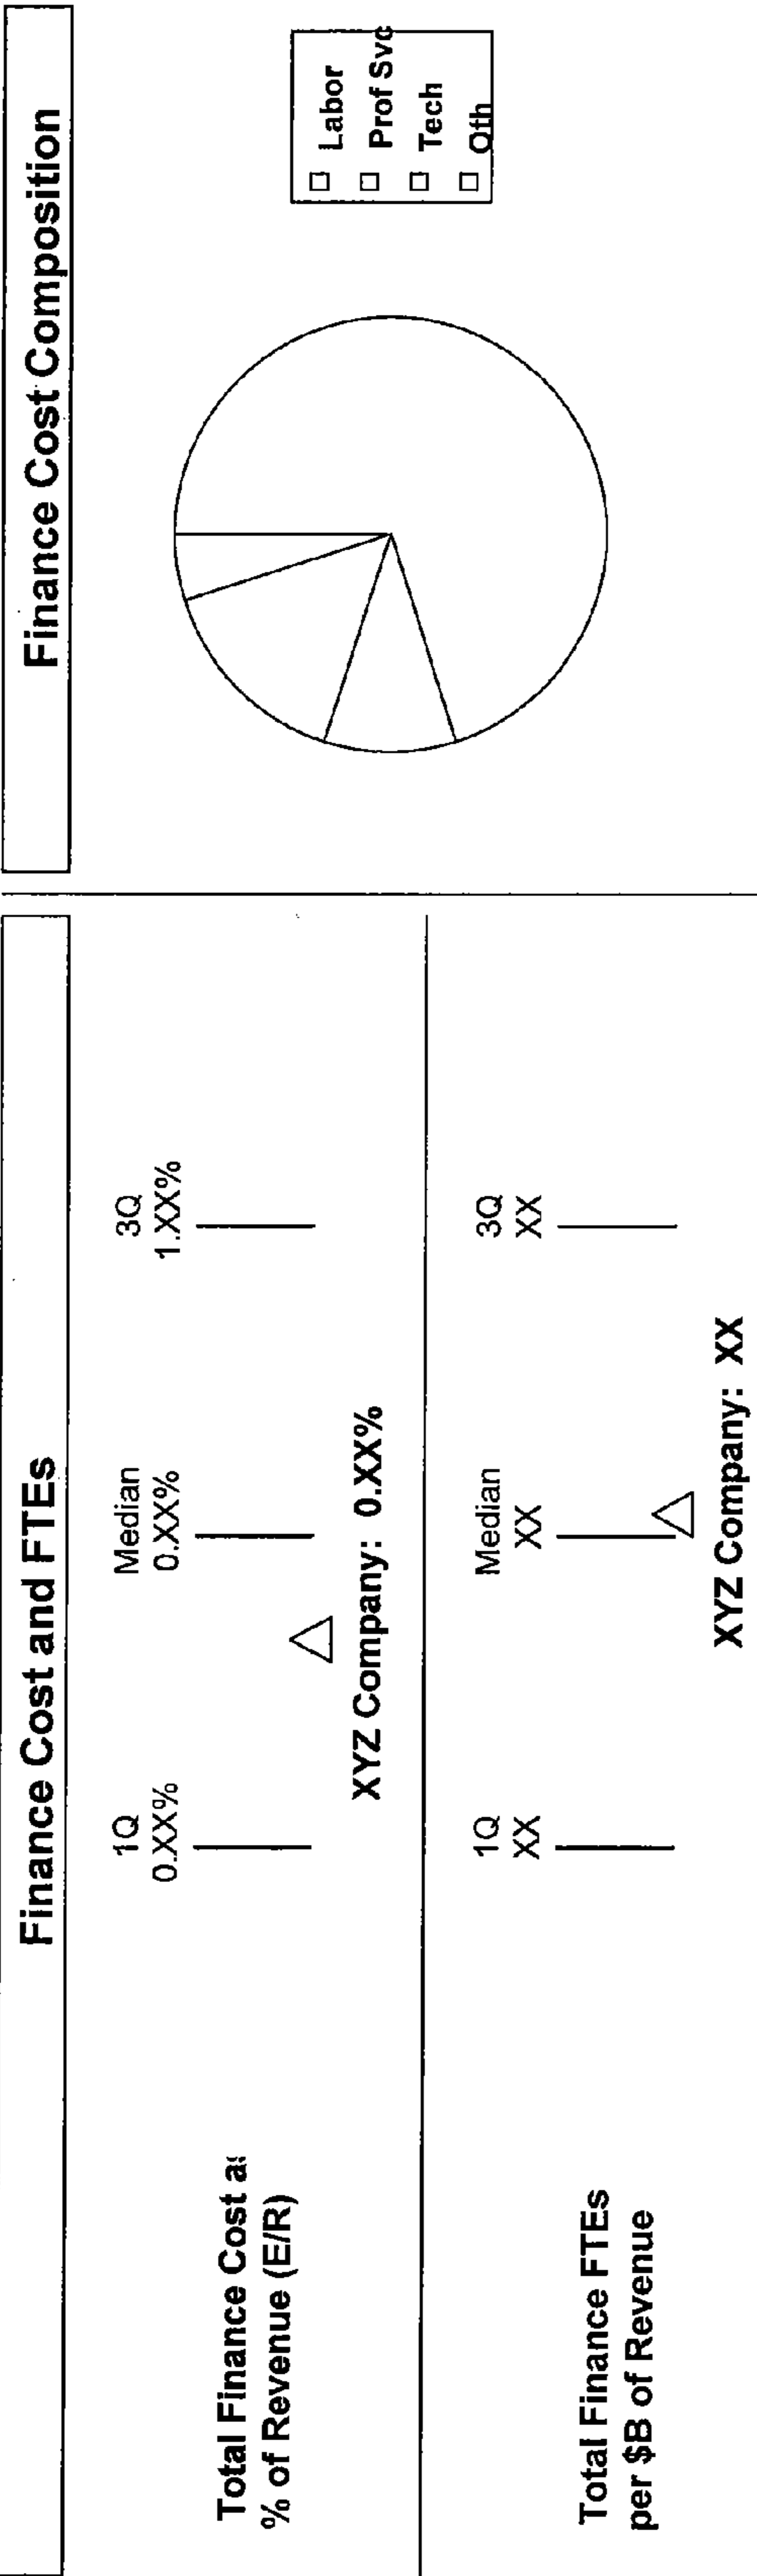 Finance Cost and FTEs
Total Finance Cost as
% of Revenue (E/R)
1Q
0.XX%
Median
0.XX%
3Q
1.XX%
XYZ Company: 0.XX%
Total Finance FTEs
per $B of Revenue
1Q
XX
Median
XX
3Q
XX
XYZ Company: XX
Finance Cost Composition
Labor
Prof Svc
Tech
Oth